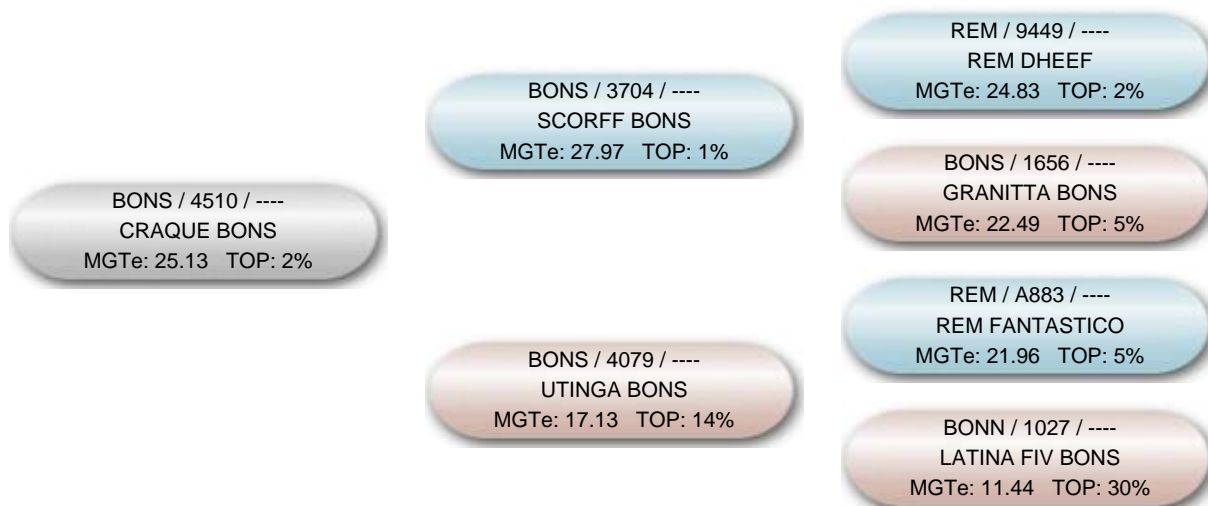 BONS / 4510 / ----
CRAQUE BONS
MGTe: 25.13 TOP: 2%
BONS / 3704 / ----
SCORFF BONS
MGTe: 27.97 TOP: 1%
BONS / 4079 / ----
UTINGA BONS
MGTe: 17.13 TOP: 14%
REM / 9449 / ----
REM DHEEF
MGTe: 24.83 TOP: 2%
BONS / 1656 / ----
GRANITTA BONS
MGTe: 22.49 TOP: 5%
REM / A883 / ----
REM FANTASTICO
MGTe: 21.96 TOP: 5%
BONN / 1027 / ----
LATINA FIV BONS
MGTe: 11.44 TOP: 30%